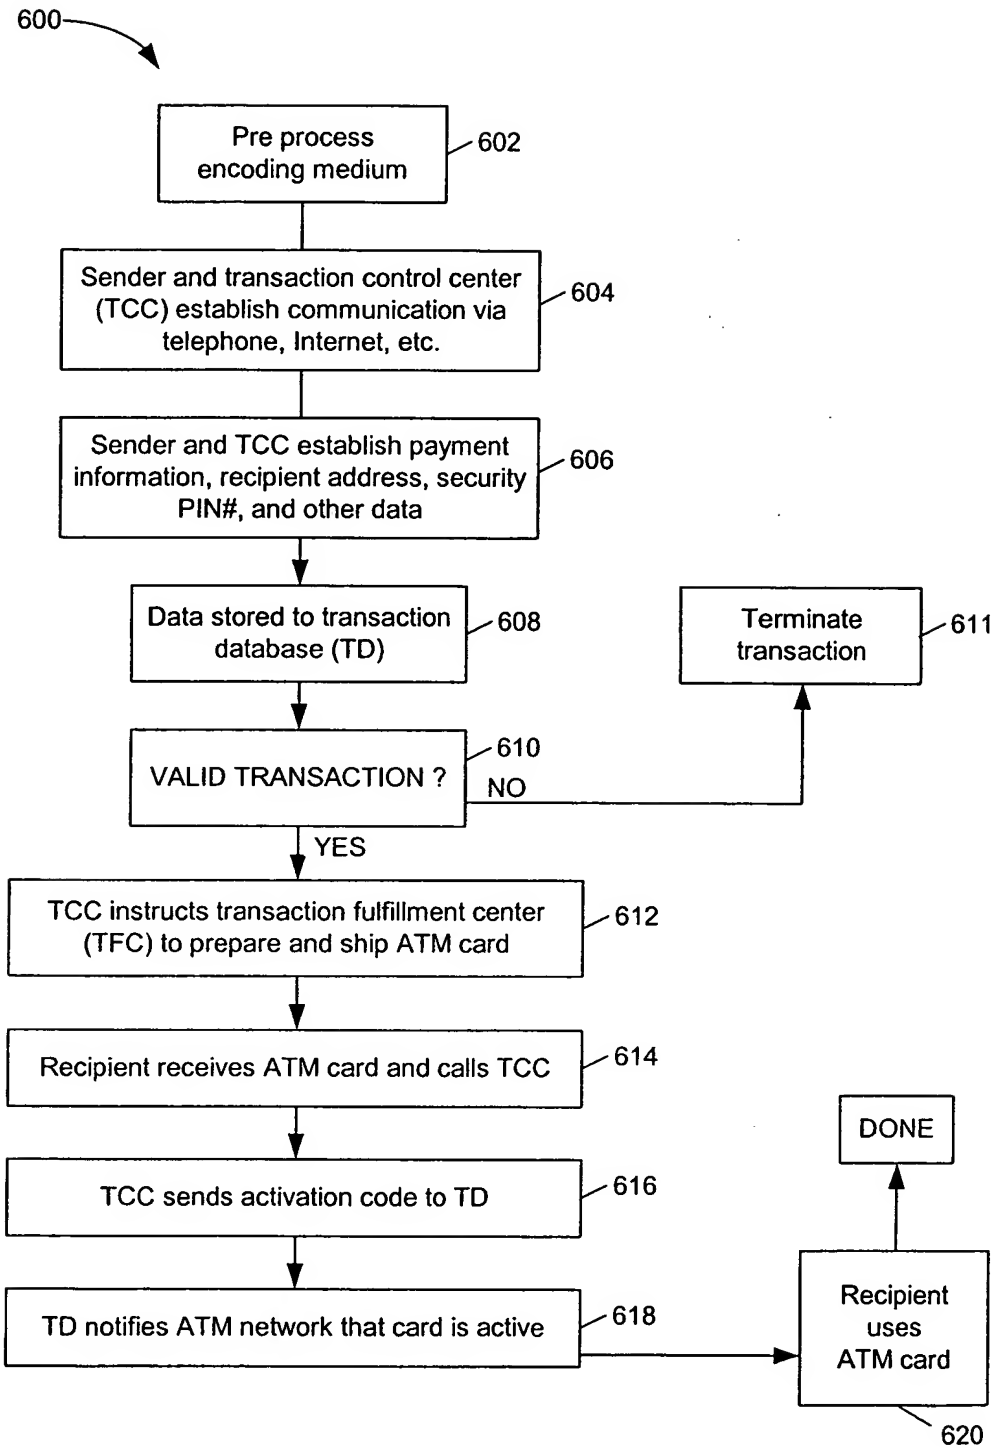 600
Pre process
encoding medium
602
Sender and transaction control center
(TCC) establish communication via
telephone, Internet, etc.
604
Sender and TCC establish payment
information, recipient address, security
PIN#, and other data
606
Data stored to transaction
database (TD)
608
Terminate
transaction
611
VALID TRANSACTION ?
610
NO
YES
TCC instructs transaction fulfillment center
(TFC) to prepare and ship ATM card
612
Recipient receives ATM card and calls TCC
614
TCC sends activation code to TD
616
DONE
TD notifies ATM network that card is active
618
Recipient
uses
ATM card
620